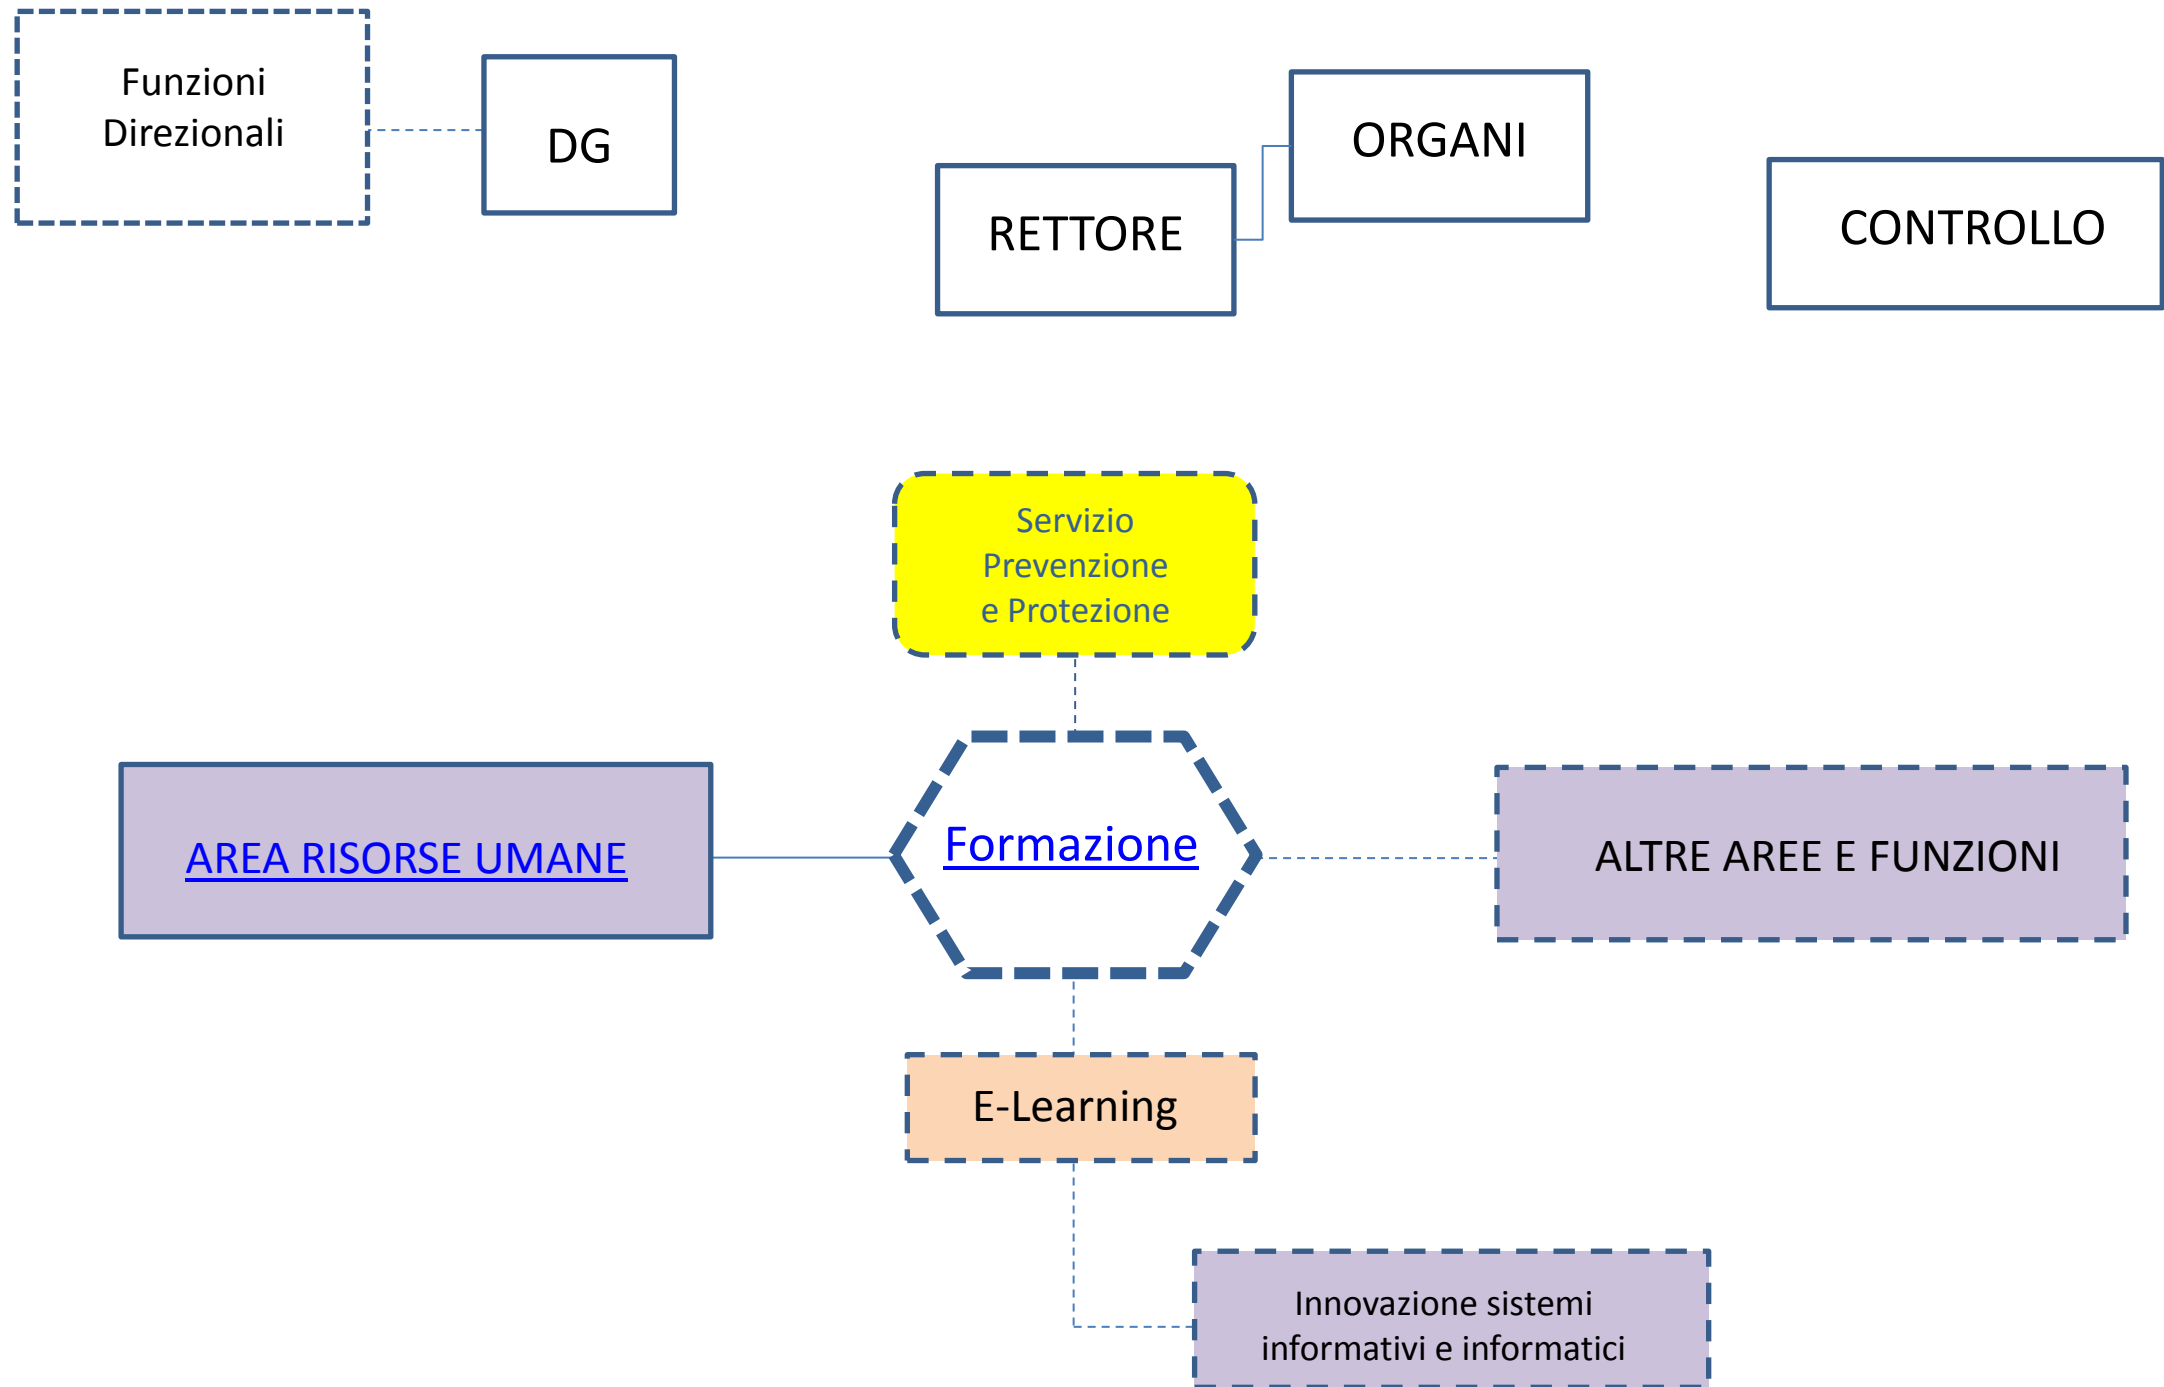 Funzioni
Direzionali
DG
ORGANI
RETTORE
CONTROLLO
Servizio
Prevenzione
e Protezione
AREA RISORSE UMANE
Formazione
ALTRE AREE E FUNZIONI
E-Learning
Innovazione sistemi
informativi e informatici